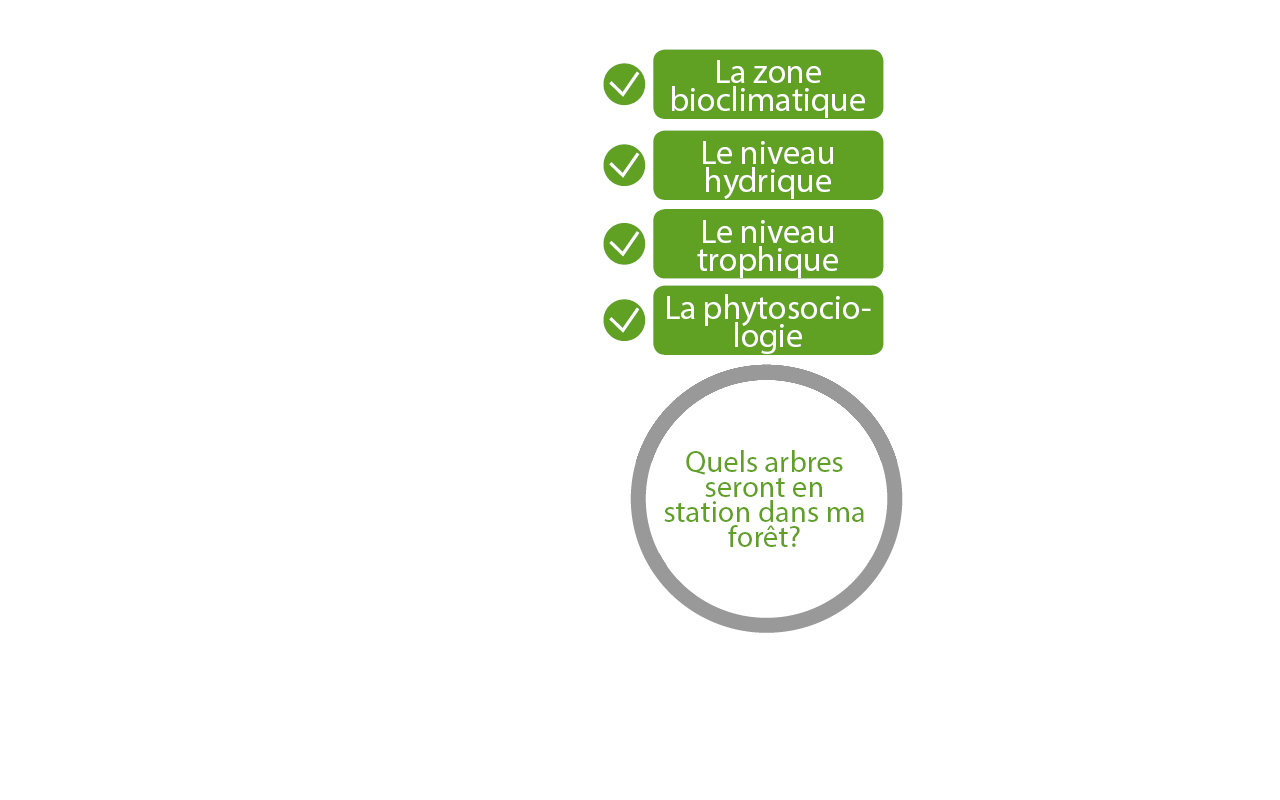 La zone
bioclimatique
Le niveau
hydrique
Le niveau
trophique
La phytosocio-
logie
Quels arbres
seront en
station dans ma
forêt?